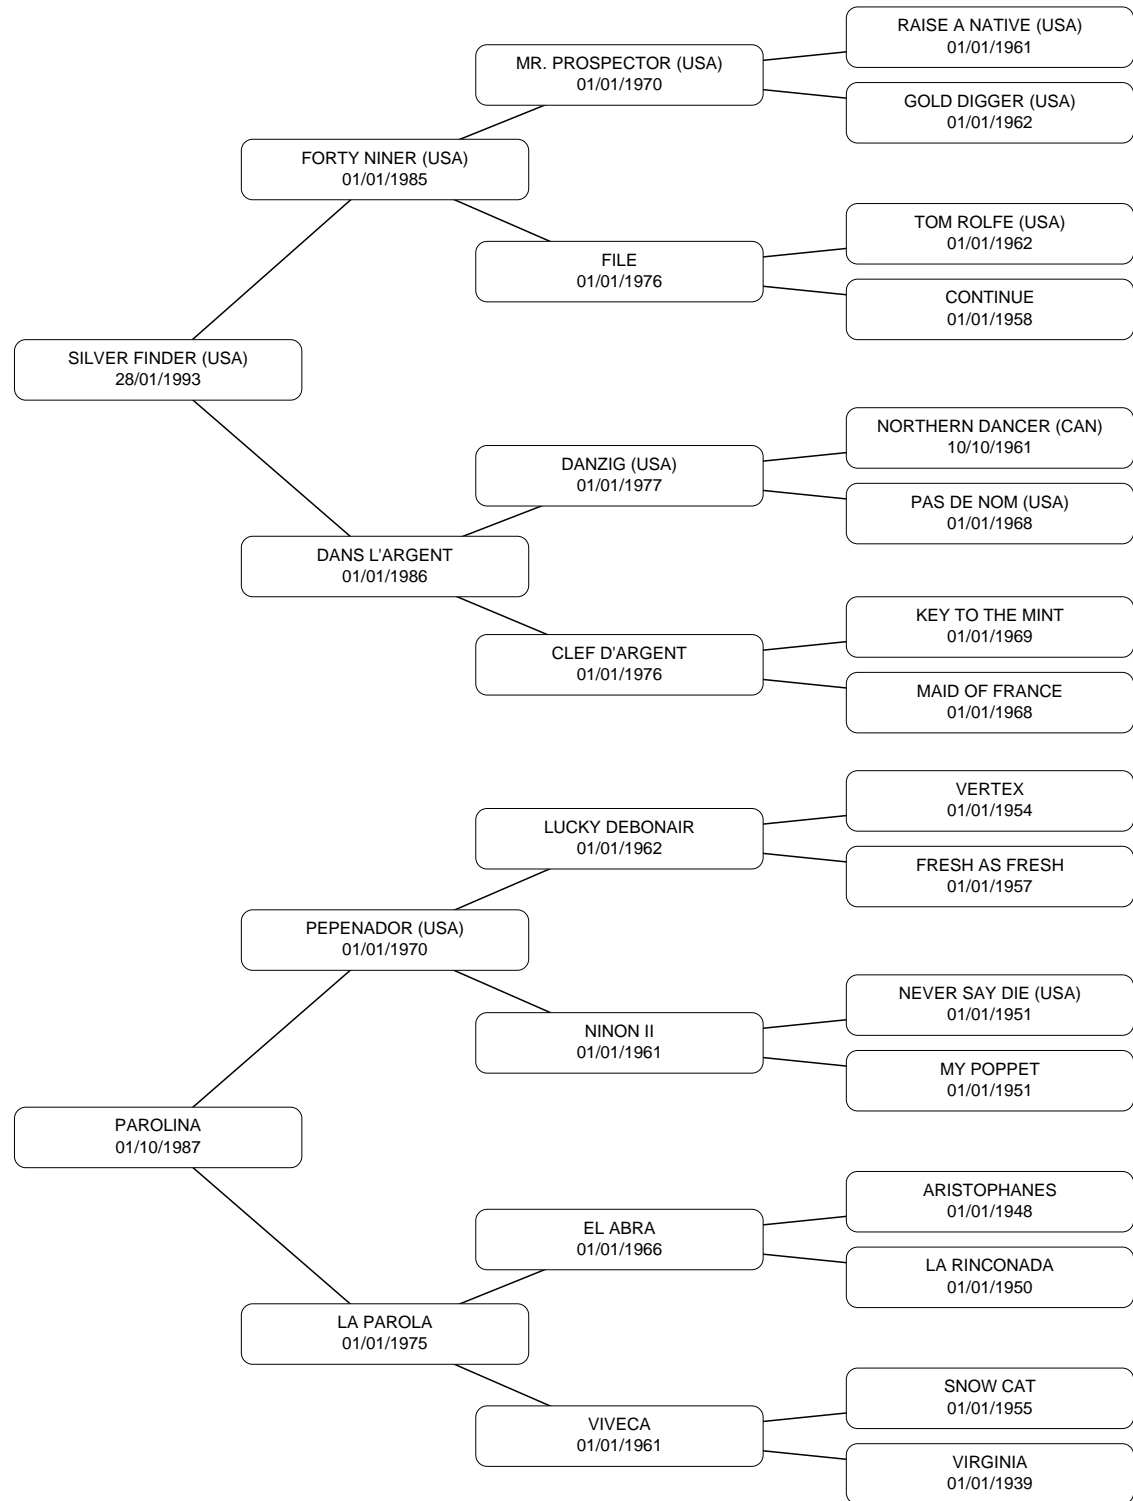 RAISE A NATIVE (USA)
01/01/1961
MR. PROSPECTOR (USA)
01/01/1970
GOLD DIGGER (USA)
01/01/1962
FORTY NINER (USA)
01/01/1985
TOM ROLFE (USA)
01/01/1962
FILE
01/01/1976
CONTINUE
01/01/1958
SILVER FINDER (USA)
28/01/1993
NORTHERN DANCER (CAN)
10/10/1961
DANZIG (USA)
01/01/1977
PAS DE NOM (USA)
01/01/1968
DANS L'ARGENT
01/01/1986
KEY TO THE MINT
01/01/1969
CLEF D'ARGENT
01/01/1976
MAID OF FRANCE
01/01/1968
VERTEX
01/01/1954
LUCKY DEBONAIR
01/01/1962
FRESH AS FRESH
01/01/1957
PEPENADOR (USA)
01/01/1970
NEVER SAY DIE (USA)
01/01/1951
NINON II
01/01/1961
MY POPPET
01/01/1951
PAROLINA
01/10/1987
ARISTOPHANES
01/01/1948
EL ABRA
01/01/1966
LA RINCONADA
01/01/1950
LA PAROLA
01/01/1975
SNOW CAT
01/01/1955
VIVECA
01/01/1961
VIRGINIA
01/01/1939